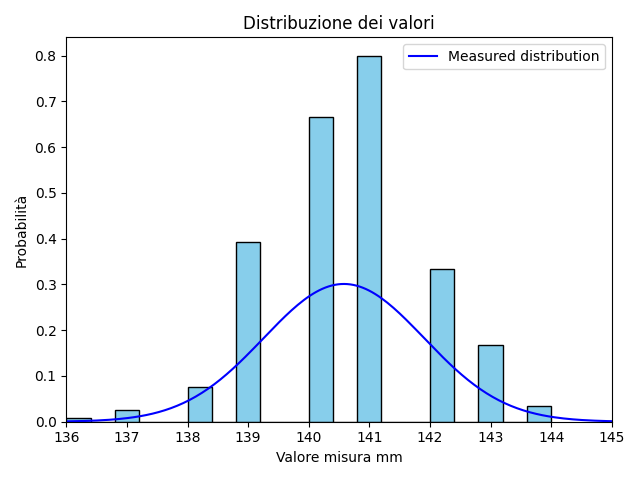 Distribuzione dei valori
Measured distribution
Probabilità
0.8
0.7
0.6
0.5
0.4
0.3
0.2
0.1
0.0
136 137 138 139 140 141 142 143 144 145
Valore misura mm